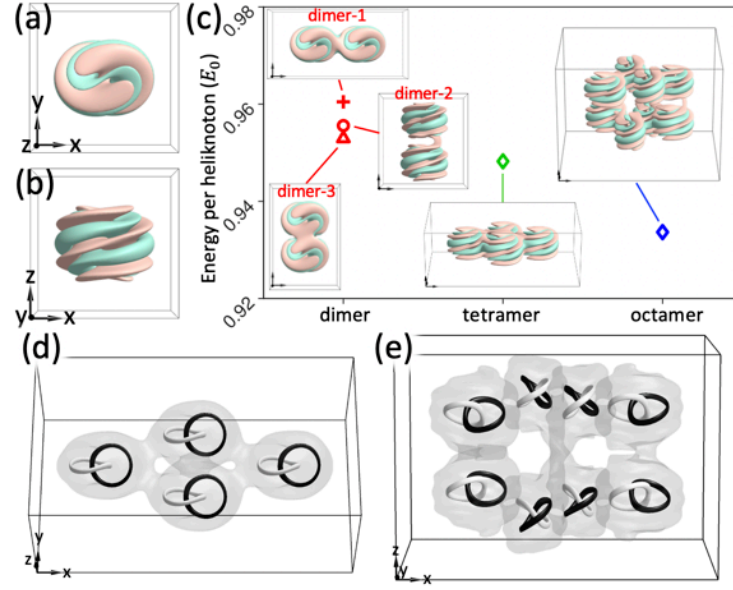 (a)
y
z
x
(b)
z
y
x
(c)
Energy per heliknoton (E₀)
0.98
0.96
0.94
0.92
dimer-1
dimer-2
dimer-3
dimer
tetramer
octamer
(d)
y
z
x
(e)
z
y
x